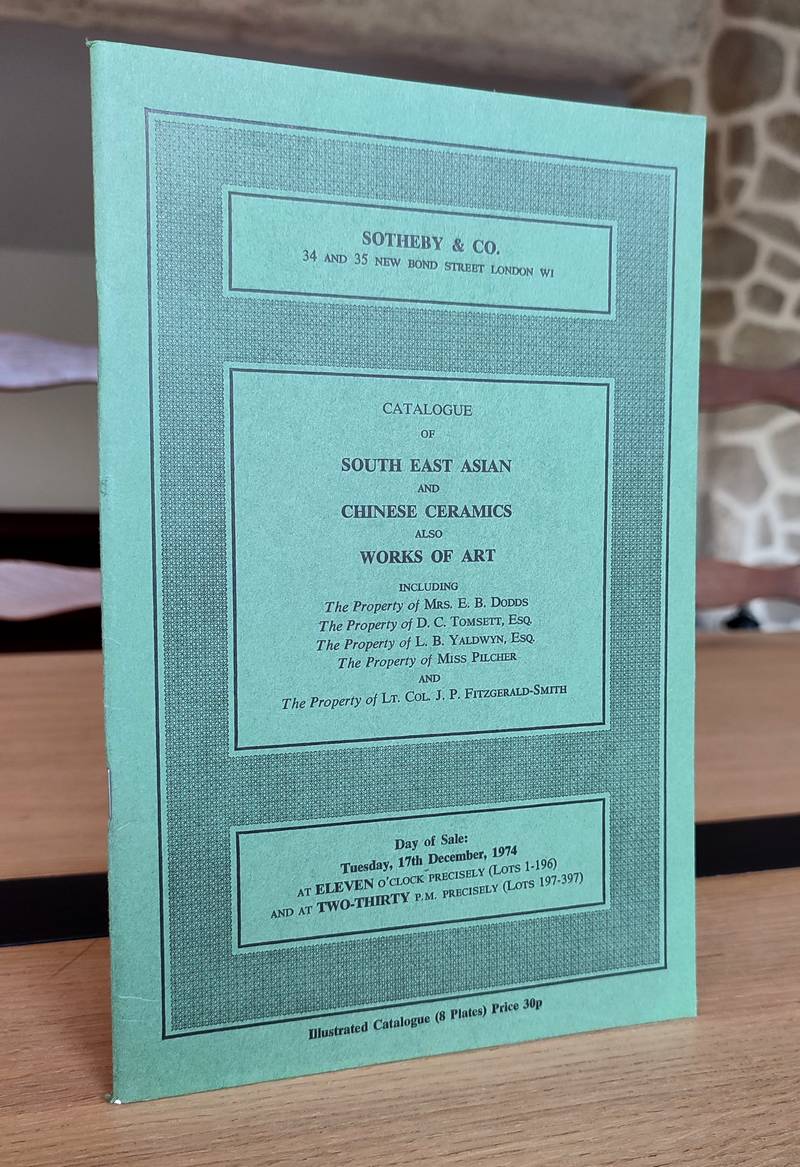 SOTHEBY & CO.
34 AND 35 NEW BOND STREET LONDON W1
CATALOGUE
OF
SOUTH EAST ASIAN
AND
CHINESE CERAMICS
ALSO
WORKS OF ART
INCLUDING
The Property of MRS. E. B. DODDS
The Property of D. C. TOMSETT, ESQ.
The Property of L. B. YALDWYN, ESQ.
The Property of MISS PILCHER
AND
The Property of LT. COL. J. P. FITZGERALD-SMITH
Day of Sale:
Tuesday, 17th December, 1974
AT ELEVEN O'CLOCK PRECISELY (LOTS 1-196)
AND AT TWO-THIRTY P.M. PRECISELY (LOTS 197-397)
Illustrated Catalogue (8 Plates) Price 30p